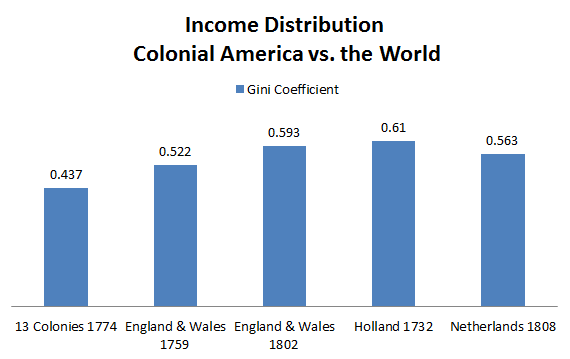 Income Distribution
Colonial America vs. the World
Gini Coefficient
0.437
0.522
0.593
0.61
0.563
13 Colonies 1774
England & Wales
1759
England & Wales
1802
Holland 1732
Netherlands 1808